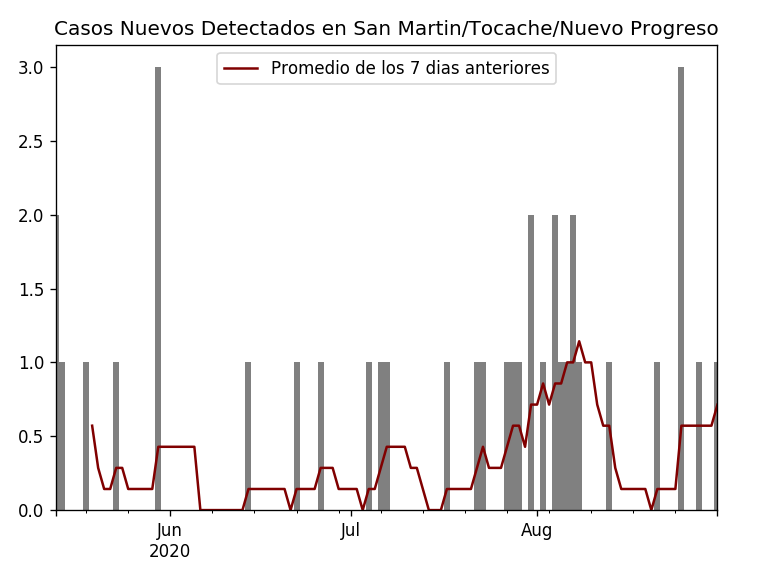 Casos Nuevos Detectados en San Martin/Tocache/Nuevo Progreso
Promedio de los 7 dias anteriores
3.0
2.5
2.0
1.5
1.0
0.5
0.0
Jun Jul Aug
2020